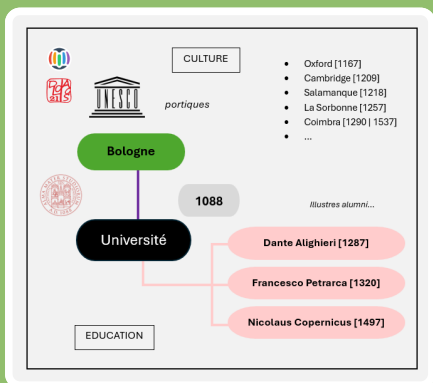 CULTURE
• Oxford [1167]
• Cambridge [1209]
• Salamanque [1218]
• La Sorbonne [1257]
• Coimbra [1290 | 1537]
• ...
UNESCO
portiques
Bologne
1088
Illustres alumni...
Université
Dante Alighieri [1287]
Francesco Petrarca [1320]
Nicolaus Copernicus [1497]
EDUCATION